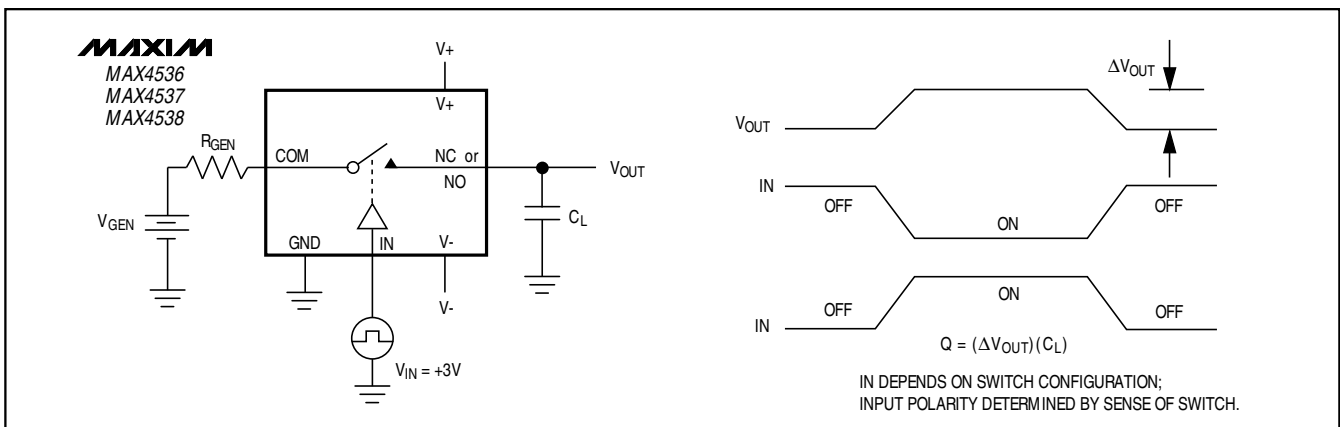 MAXIM
MAX4536
MAX4537
MAX4538
V+
V+
RGEN
COM
NC or
NO
VOUT
VGEN
CL
GND
IN
V-
V-
VIN = +3V
ΔVOUT
VOUT
IN
OFF
ON
OFF
IN
OFF
ON
OFF
Q = (ΔVOUT)(CL)
IN DEPENDS ON SWITCH CONFIGURATION;
INPUT POLARITY DETERMINED BY SENSE OF SWITCH.